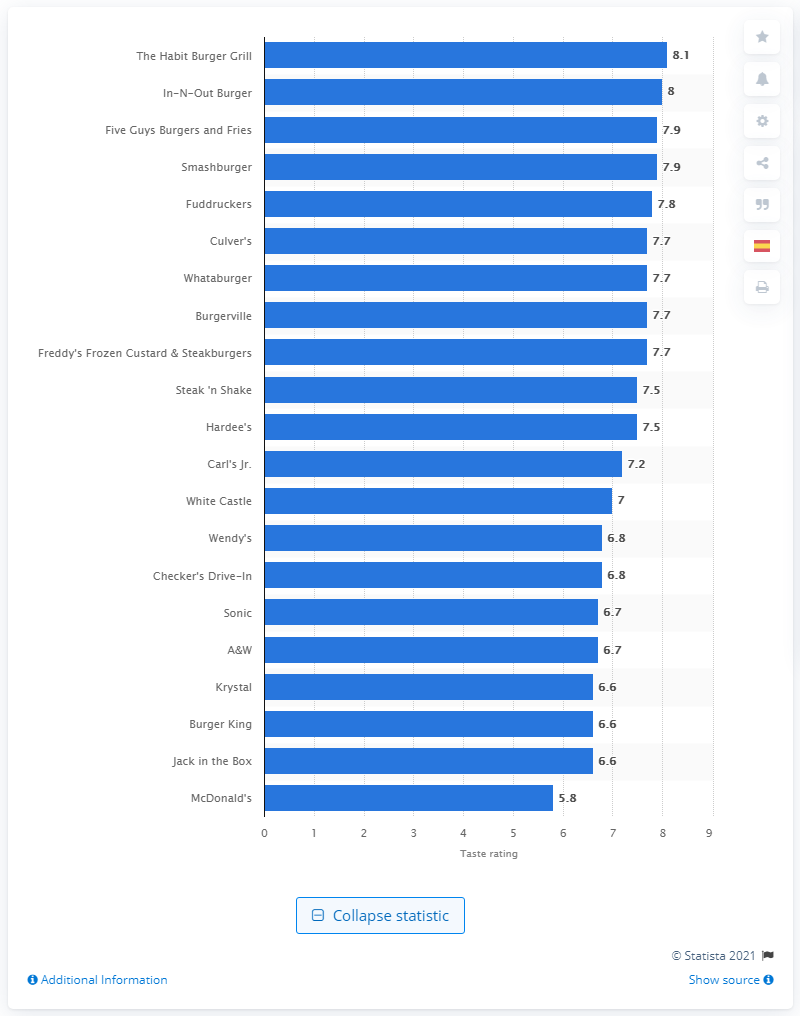 The Habit Burger Grill 8.1
In-N-Out Burger 8
Five Guys Burgers and Fries 7.9
Smashburger 7.9
Fuddruckers 7.8
Culver's 7.7
Whataburger 7.7
Burgerville 7.7
Freddy's Frozen Custard & Steakburgers 7.7
Steak 'n Shake 7.5
Hardee's 7.5
Carl's Jr. 7.2
White Castle 7
Wendy's 6.8
Checker's Drive-In 6.8
Sonic 6.7
A&W 6.7
Krystal 6.6
Burger King 6.6
Jack in the Box 6.6
McDonald's 5.8
0 1 2 3 4 5 6 7 8 9
Taste rating
Collapse statistic
© Statista 2021
Additional Information Show source